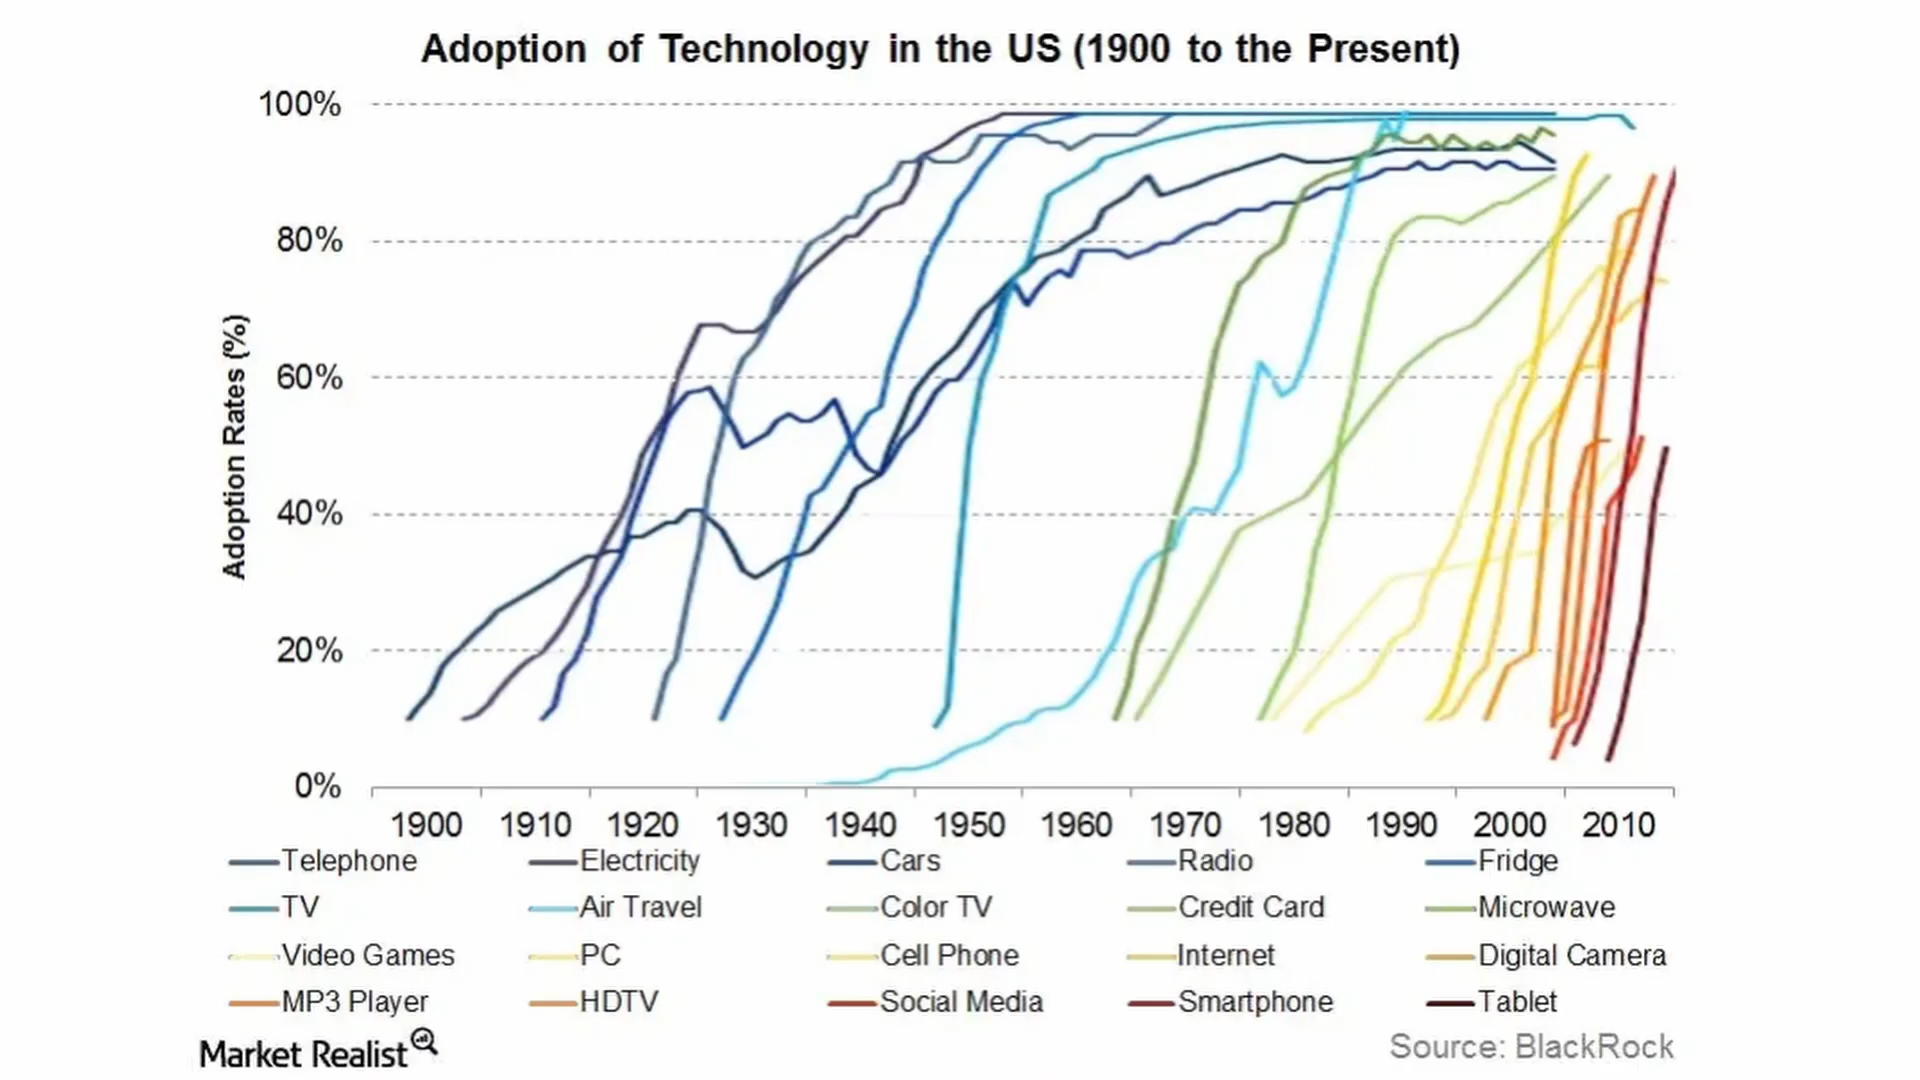 Adoption of Technology in the US (1900 to the Present)
100%
80%
60%
40%
20%
0%
Adoption Rates (%)
1900 1910 1920 1930 1940 1950 1960 1970 1980 1990 2000 2010
Telephone Electricity Cars Radio Fridge
TV Air Travel Color TV Credit Card Microwave
Video Games PC Cell Phone Internet Digital Camera
MP3 Player HDTV Social Media Smartphone Tablet
Market Realist
Source: BlackRock